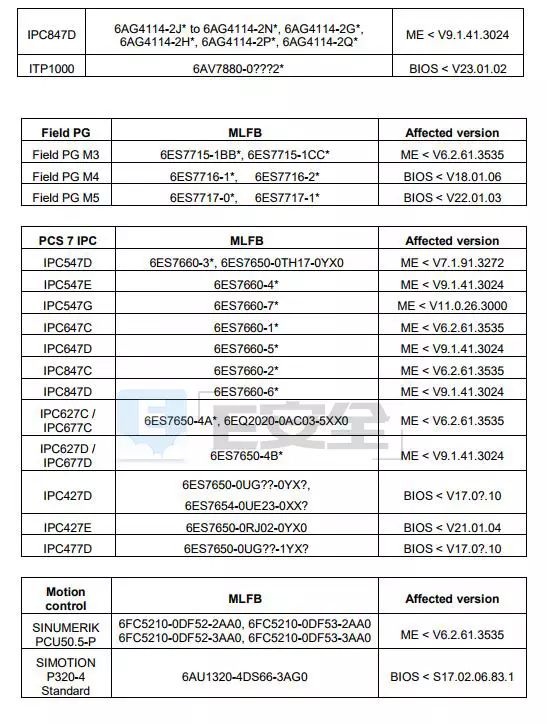 IPC847D 6AG4114-2J* to 6AG4114-2N*, 6AG4114-2G*, ME < V9.1.41.3024
6AG4114-2H*, 6AG4114-2P*, 6AG4114-2Q*
ITP1000 6AV7880-0???2* BIOS < V23.01.02
Field PG MLFB Affected version
Field PG M3 6ES7715-1BB*, 6ES7715-1CC* ME < V6.2.61.3535
Field PG M4 6ES7716-1*, 6ES7716-2* BIOS < V18.01.06
Field PG M5 6ES7717-0*, 6ES7717-1* BIOS < V22.01.03
PCS 7 IPC MLFB Affected version
IPC547D 6ES7660-3*, 6ES7650-0TH17-0YX0 ME < V7.1.91.3272
IPC547E 6ES7660-4* ME < V9.1.41.3024
IPC547G 6ES7660-7* ME < V11.0.26.3000
IPC647C 6ES7660-1* ME < V6.2.61.3535
IPC647D 6ES7660-5* ME < V9.1.41.3024
IPC847C 6ES7660-2* ME < V6.2.61.3535
IPC847D 6ES7660-6* ME < V9.1.41.3024
IPC627C / 6ES7650-4A*, 6EQ2020-0AC03-5XX0 ME < V6.2.61.3535
IPC677C
IPC627D / 6ES7650-4B* ME < V9.1.41.3024
IPC677D
E安全
IPC427D 6ES7650-0UG??-0YX?, BIOS < V17.0?.10
6ES7654-0UE23-0XX?
IPC427E 6ES7650-0RJ02-0YX0 BIOS < V21.01.04
IPC477D 6ES7650-0UG??-1YX? BIOS < V17.0?.10
Motion
control MLFB Affected version
SINUMERIK 6FC5210-0DF52-2AA0, 6FC5210-0DF53-2AA0 ME < V6.2.61.3535
PCU50.5-P 6FC5210-0DF52-3AA0, 6FC5210-0DF53-3AA0
SIMOTION
P320-4 6AU1320-4DS66-3AG0 BIOS < S17.02.06.83.1
Standard